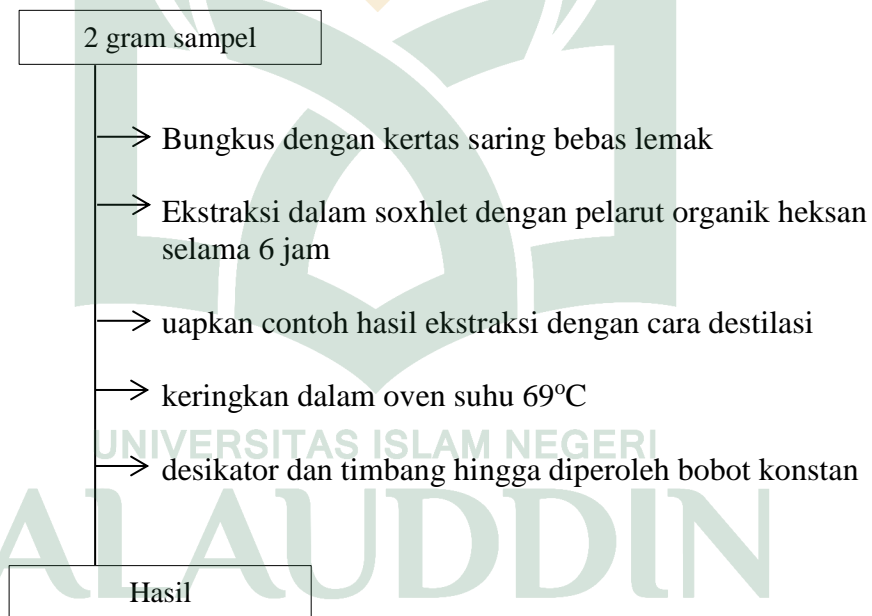 2 gram sampel
Bungkus dengan kertas saring bebas lemak
Ekstraksi dalam soxhlet dengan pelarut organik heksan
selama 6 jam
uapkan contoh hasil ekstraksi dengan cara destilasi
keringkan dalam oven suhu 69°C
UNIVERSITAS ISLAM NEGERI
desikator dan timbang hingga diperoleh bobot konstan
ALAUDDIN
Hasil